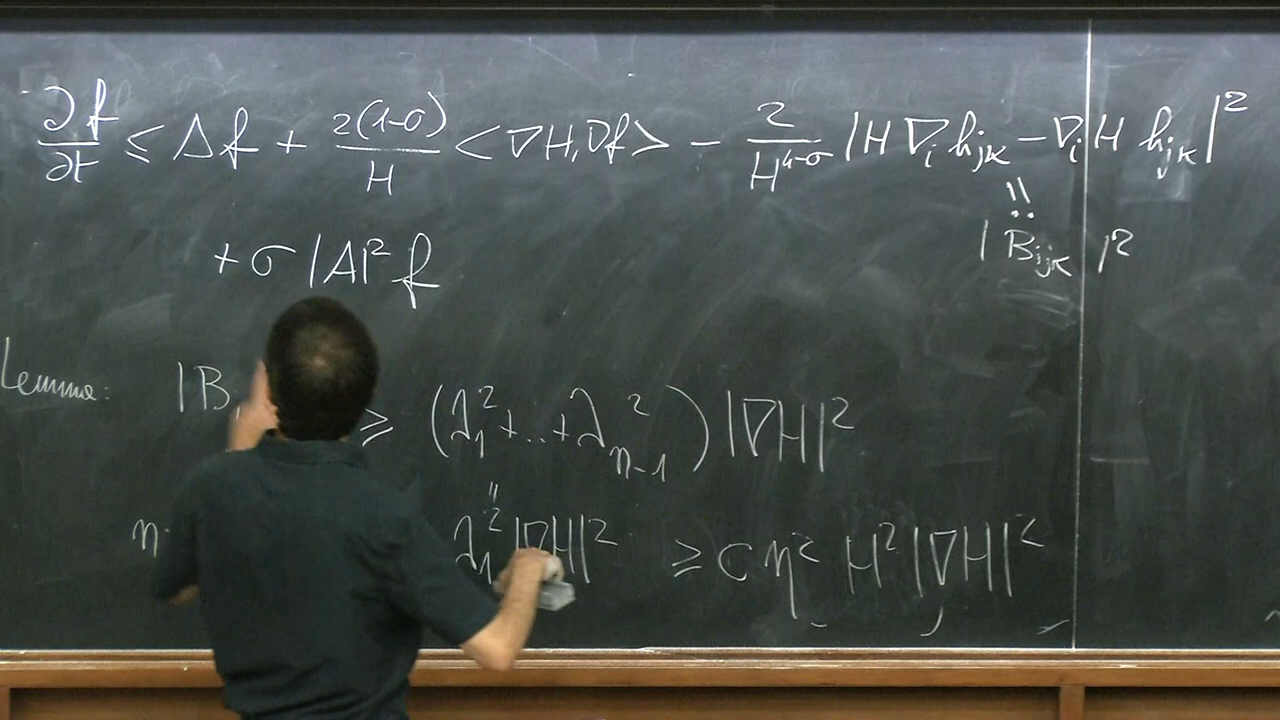 ∂f/∂t ≤ Δf + 2(1-σ)/H <∇H,∇f> - 2/H^{4-σ} |H ∇_i h_{jk} - ∇_i H h_{jk}|^2
=:
|B_{ijk}|^2
+ σ |A|^2 f
Lemma: |B ≥ (λ_1^2 + .. + λ_{n-1}^2) |∇H|^2
=
n λ_1^2 |∇H|^2 ≥ C η^2 H^2 |∇H|^2